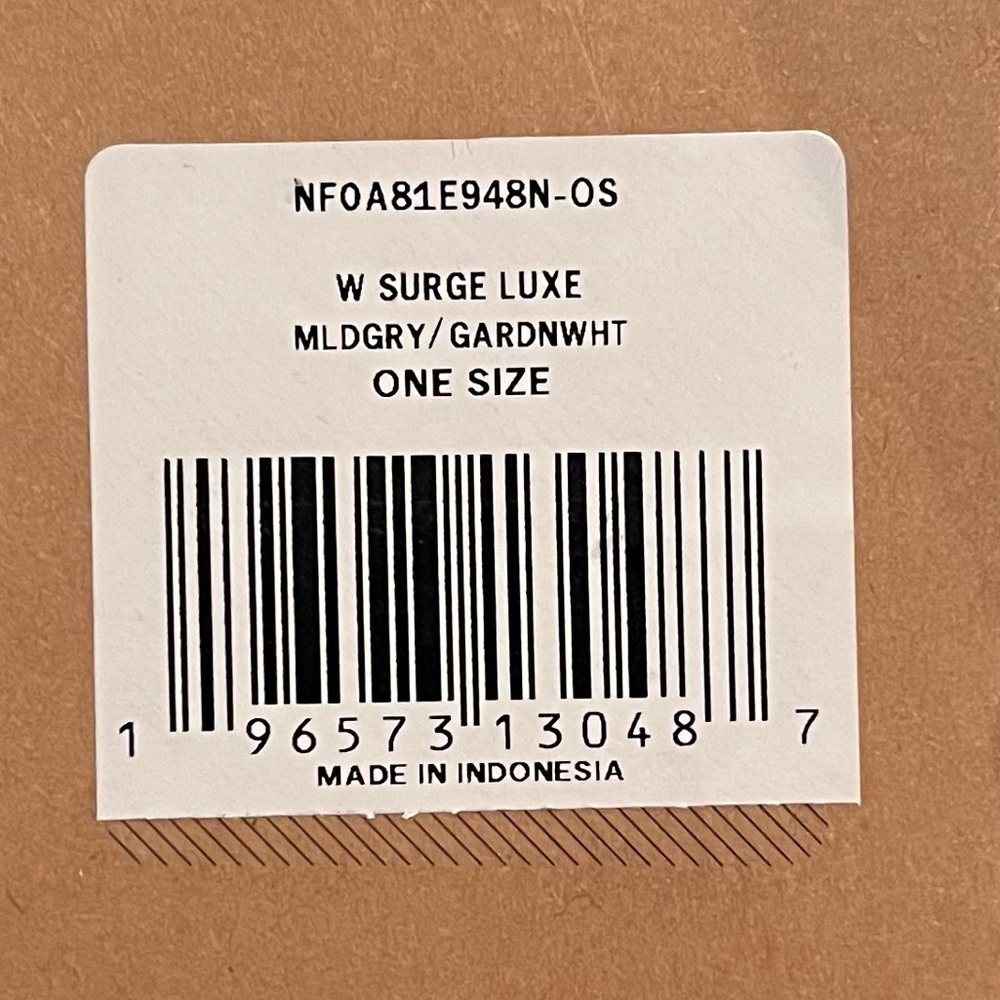 NF0A81E948N-OS
W SURGE LUXE
MLDGRY/GARDNWHT
ONE SIZE
1 96573 13048 7
MADE IN INDONESIA